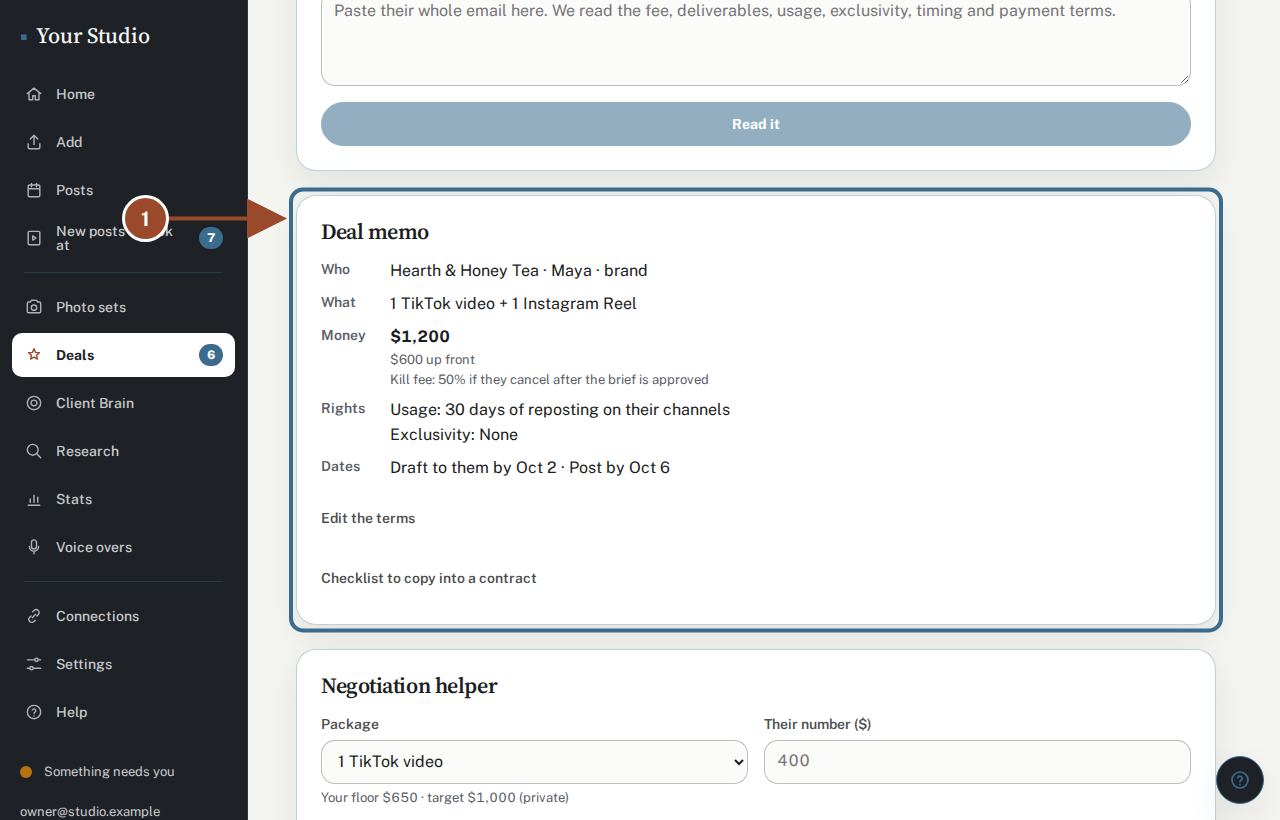 Your Studio
Home
Add
Posts
New posts
at
7
Photo sets
Deals
6
Client Brain
Research
Stats
Voice overs
Connections
Settings
Help
Something needs you
owner@studio.example
1
Paste their whole email here. We read the fee, deliverables, usage, exclusivity, timing and payment terms.
Read it
Deal memo
Who
Hearth & Honey Tea · Maya · brand
What
1 TikTok video + 1 Instagram Reel
Money
$1,200
$600 up front
Kill fee: 50% if they cancel after the brief is approved
Rights
Usage: 30 days of reposting on their channels
Exclusivity: None
Dates
Draft to them by Oct 2 · Post by Oct 6
Edit the terms
Checklist to copy into a contract
Negotiation helper
Package
Their number ($)
1 TikTok video
400
Your floor $650 · target $1,000 (private)